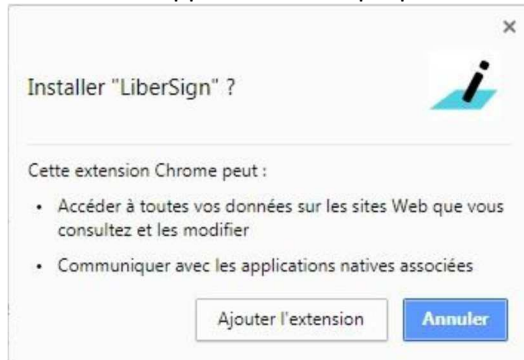 Installer "LiberSign" ?
Cette extension Chrome peut :
• Accéder à toutes vos données sur les sites Web que vous
consultez et les modifier
• Communiquer avec les applications natives associées
Ajouter l'extension
Annuler